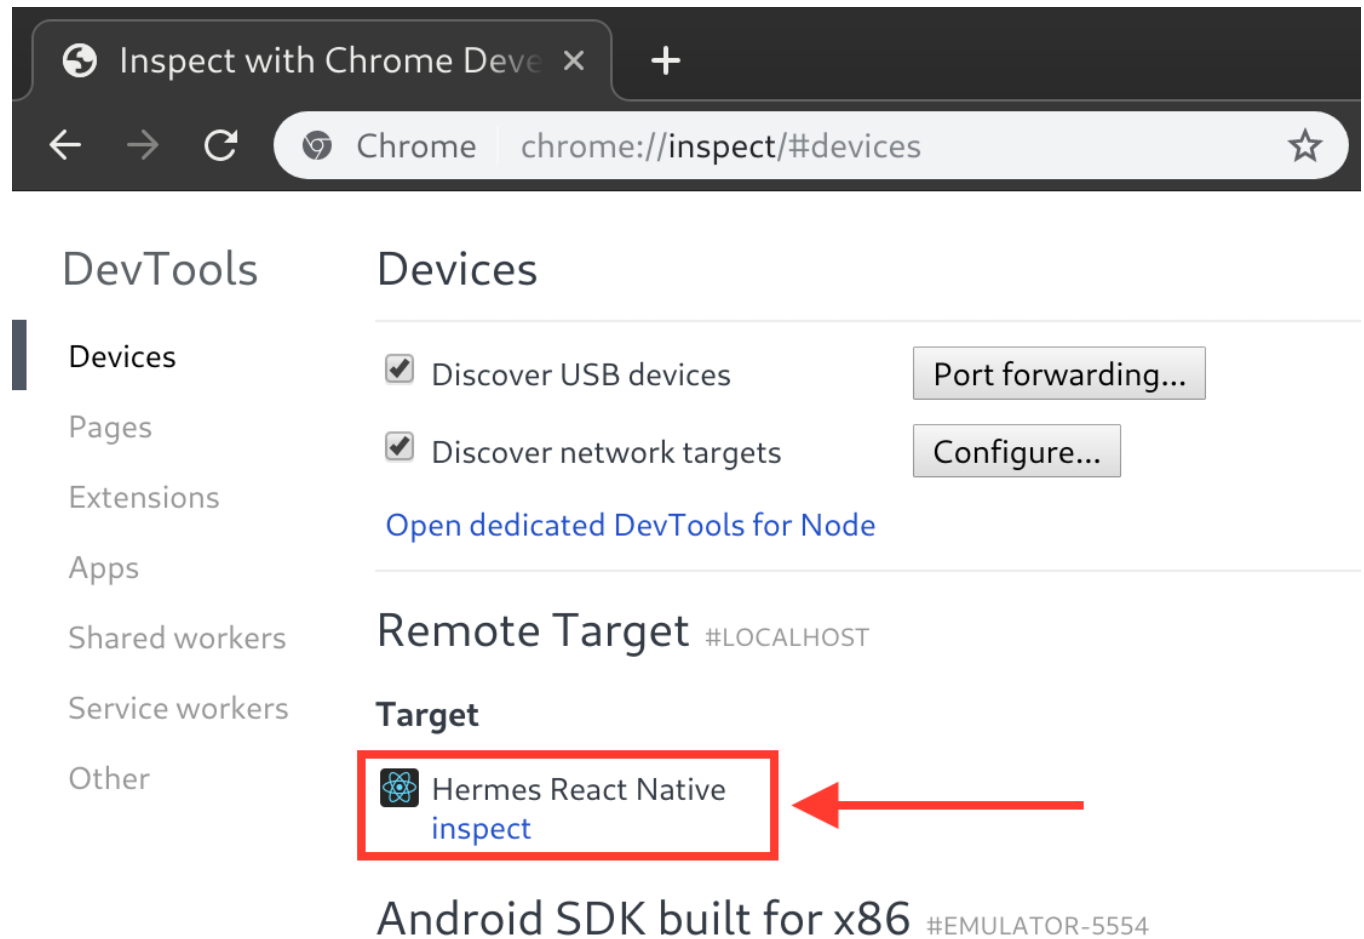 Inspect with Chrome Deve
Chrome chrome://inspect/#devices
DevTools
Devices
Pages
Extensions
Apps
Shared workers
Service workers
Other
Devices
Discover USB devices
Port forwarding...
Discover network targets
Configure...
Open dedicated DevTools for Node
Remote Target #LOCALHOST
Target
Hermes React Native
inspect
Android SDK built for x86 #EMULATOR-5554